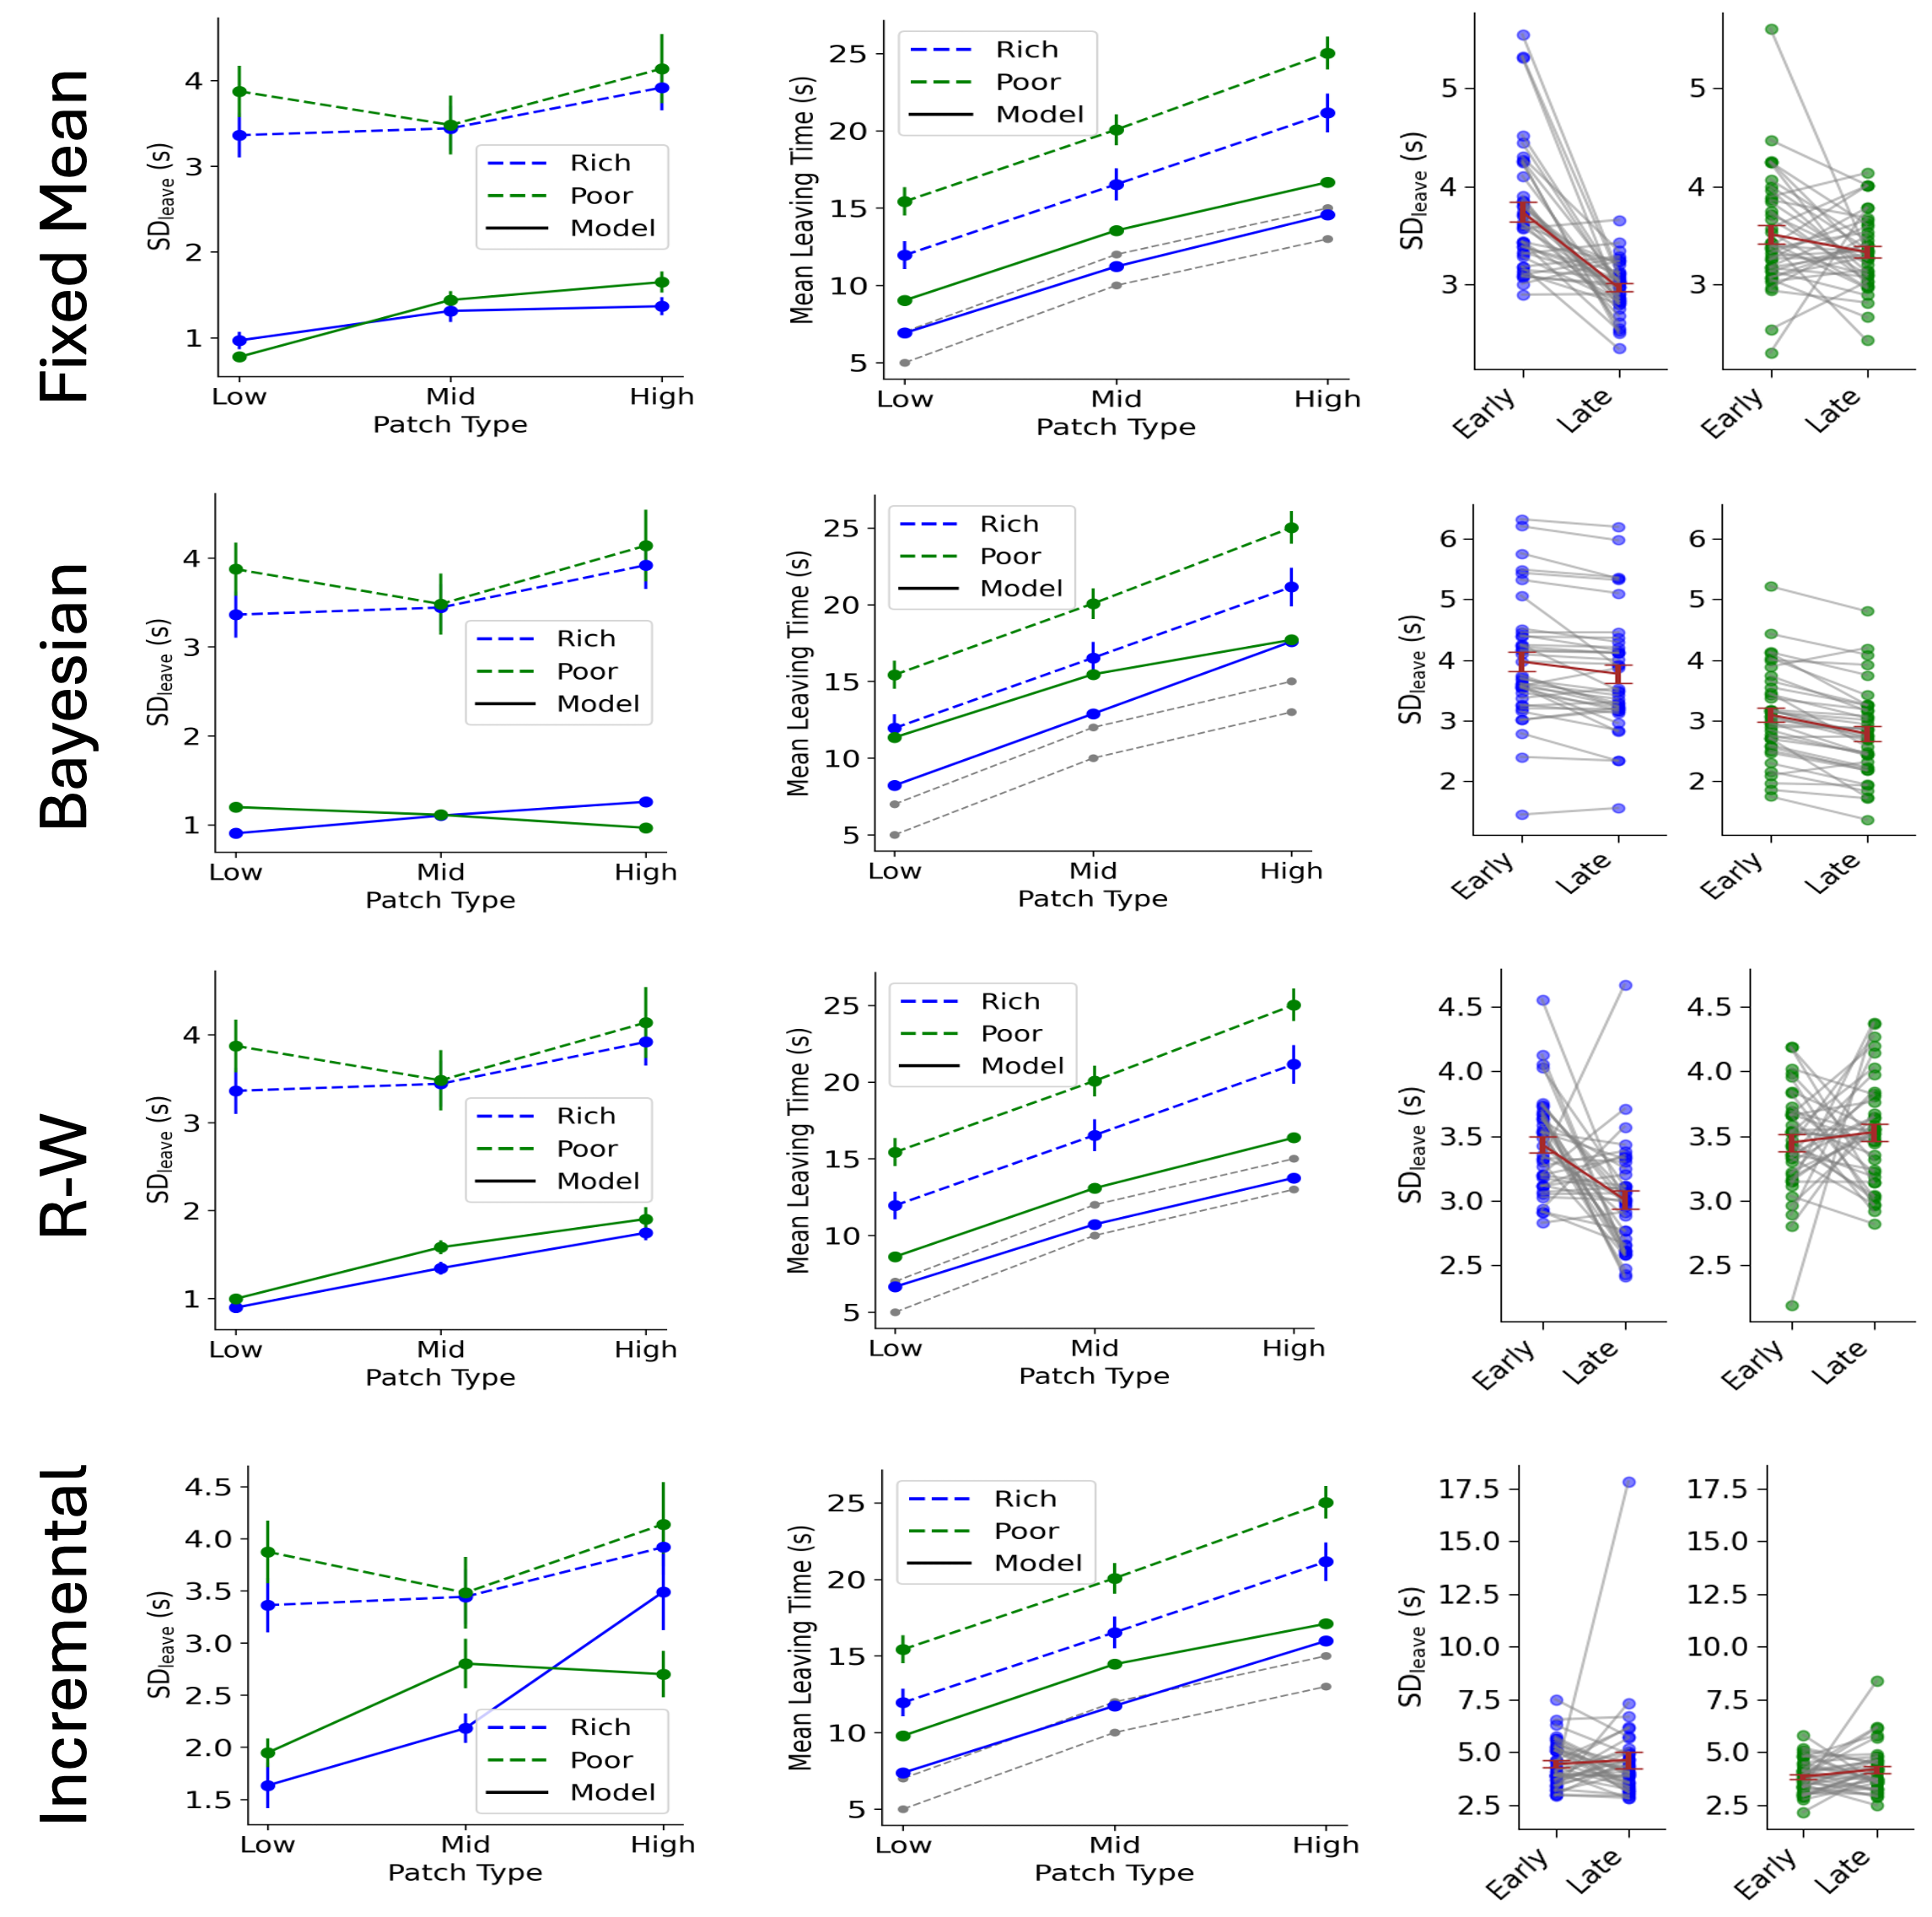 Fixed Mean
4
3
2
1
SDleave (s)
Rich
Poor
Model
Low Mid High
Patch Type
25
20
15
10
5
Mean Leaving Time (s)
Rich
Poor
Model
Low Mid High
Patch Type
5
4
3
SDleave (s)
Early Late
5
4
3
Early Late
Bayesian
4
3
2
1
SDleave (s)
Rich
Poor
Model
Low Mid High
Patch Type
25
20
15
10
5
Mean Leaving Time (s)
Rich
Poor
Model
Low Mid High
Patch Type
6
5
4
3
2
SDleave (s)
Early Late
6
5
4
3
2
Early Late
R-W
4
3
2
1
SDleave (s)
Rich
Poor
Model
Low Mid High
Patch Type
25
20
15
10
5
Mean Leaving Time (s)
Rich
Poor
Model
Low Mid High
Patch Type
4.5
4.0
3.5
3.0
2.5
SDleave (s)
Early Late
4.5
4.0
3.5
3.0
2.5
Early Late
Incremental
4.5
4.0
3.5
3.0
2.5
2.0
1.5
SDleave (s)
Rich
Poor
Model
Low Mid High
Patch Type
25
20
15
10
5
Mean Leaving Time (s)
Rich
Poor
Model
Low Mid High
Patch Type
17.5
15.0
12.5
10.0
7.5
5.0
2.5
SDleave (s)
Early Late
17.5
15.0
12.5
10.0
7.5
5.0
2.5
Early Late